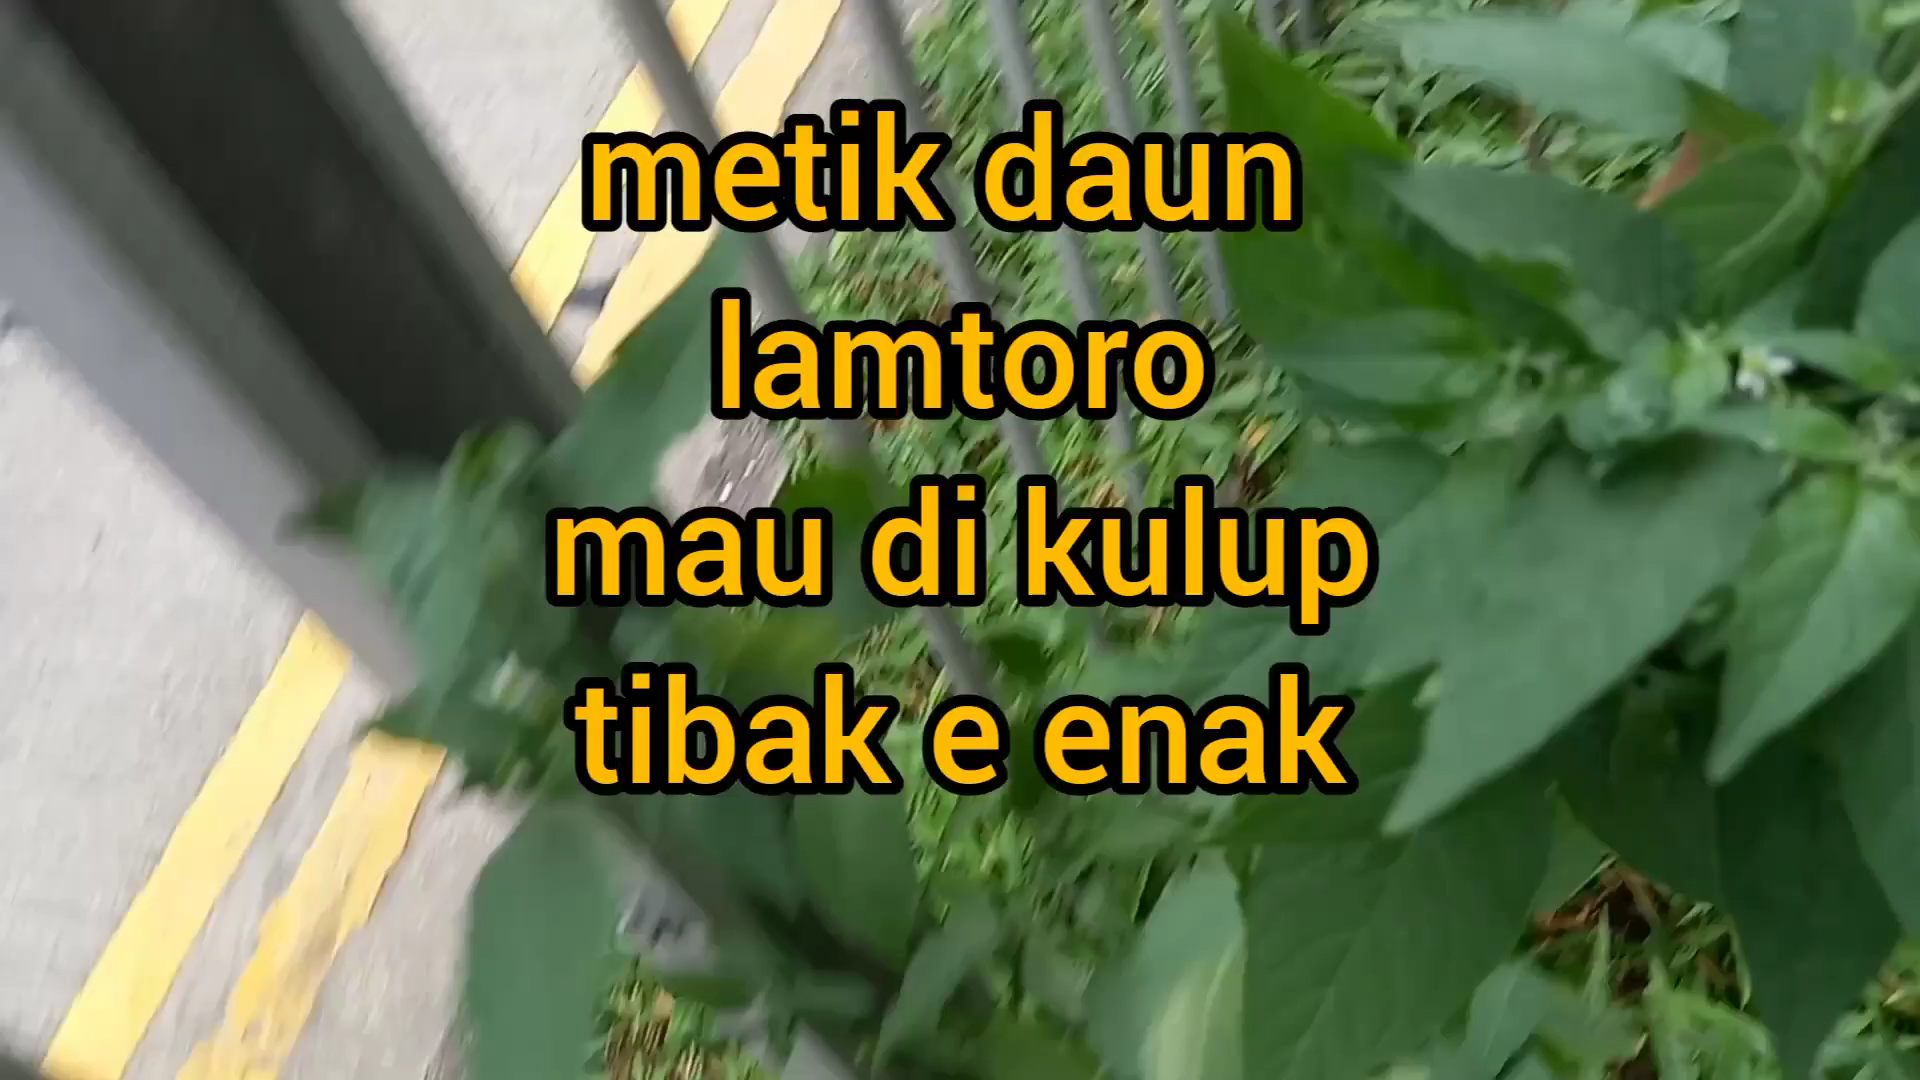 metik daun
lamtoro
mau di kulup
tibak e enak